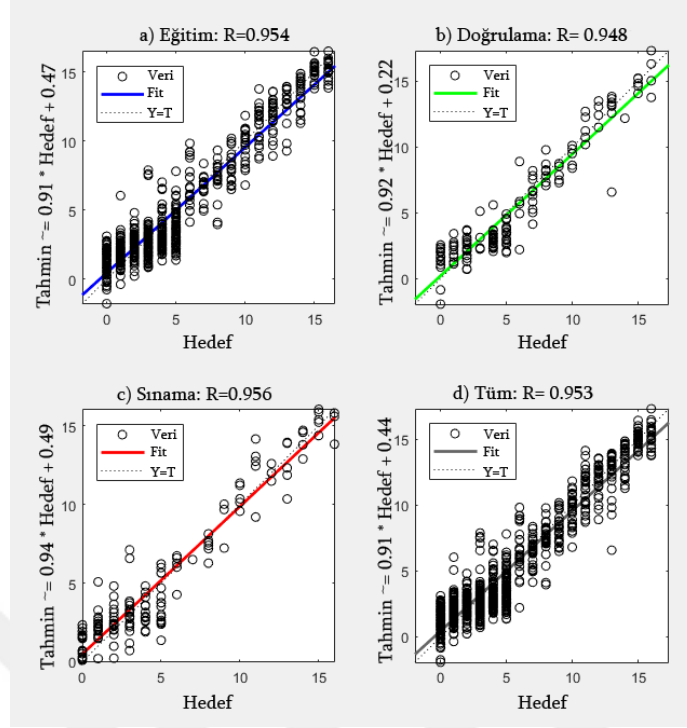 a) Eğitim: R=0.954
Tahmin ~= 0.91 * Hedef + 0.47
15
10
5
0
Veri
Fit
Y=T
0 5 10 15
Hedef
b) Doğrulama: R= 0.948
Tahmin ~= 0.92 * Hedef + 0.22
15
10
5
0
Veri
Fit
Y=T
0 5 10 15
Hedef
c) Sınama: R=0.956
Tahmin ~= 0.94 * Hedef + 0.49
15
10
5
0
Veri
Fit
Y=T
0 5 10 15
Hedef
d) Tüm: R= 0.953
Tahmin ~= 0.91 * Hedef + 0.44
15
10
5
0
Veri
Fit
Y=T
0 5 10 15
Hedef